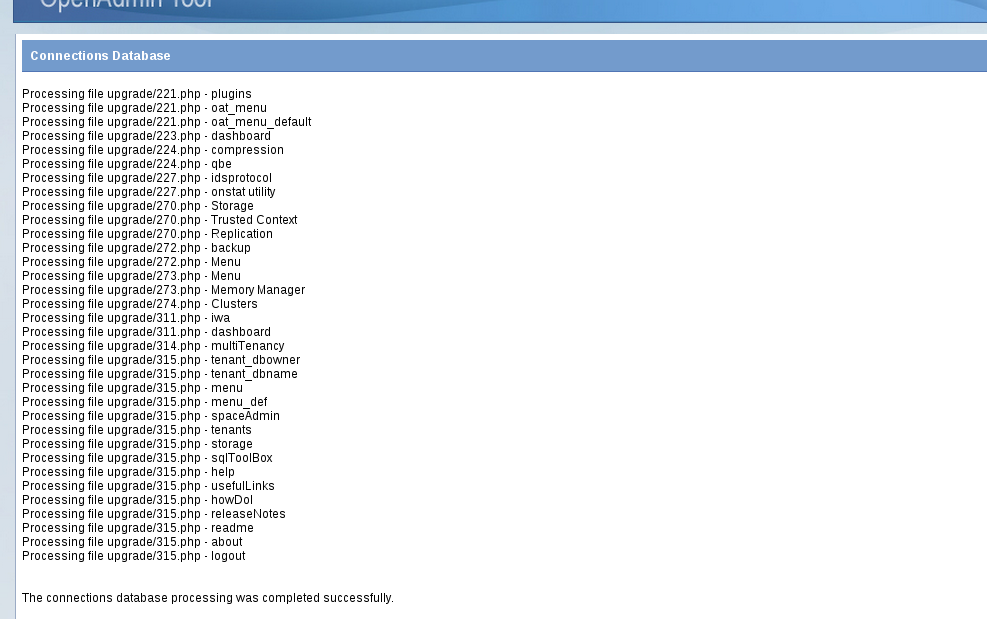 OpenAdmin Tool
Connections Database
Processing file upgrade/221.php - plugins
Processing file upgrade/221.php - oat_menu
Processing file upgrade/221.php - oat_menu_default
Processing file upgrade/223.php - dashboard
Processing file upgrade/224.php - compression
Processing file upgrade/224.php - qbe
Processing file upgrade/227.php - idsprotocol
Processing file upgrade/227.php - onstat utility
Processing file upgrade/270.php - Storage
Processing file upgrade/270.php - Trusted Context
Processing file upgrade/270.php - Replication
Processing file upgrade/272.php - backup
Processing file upgrade/272.php - Menu
Processing file upgrade/273.php - Menu
Processing file upgrade/273.php - Memory Manager
Processing file upgrade/274.php - Clusters
Processing file upgrade/311.php - iwa
Processing file upgrade/311.php - dashboard
Processing file upgrade/314.php - multiTenancy
Processing file upgrade/315.php - tenant_dbowner
Processing file upgrade/315.php - tenant_dbname
Processing file upgrade/315.php - menu
Processing file upgrade/315.php - menu_def
Processing file upgrade/315.php - spaceAdmin
Processing file upgrade/315.php - tenants
Processing file upgrade/315.php - storage
Processing file upgrade/315.php - sqlToolBox
Processing file upgrade/315.php - help
Processing file upgrade/315.php - usefulLinks
Processing file upgrade/315.php - howDoI
Processing file upgrade/315.php - releaseNotes
Processing file upgrade/315.php - readme
Processing file upgrade/315.php - about
Processing file upgrade/315.php - logout
The connections database processing was completed successfully.